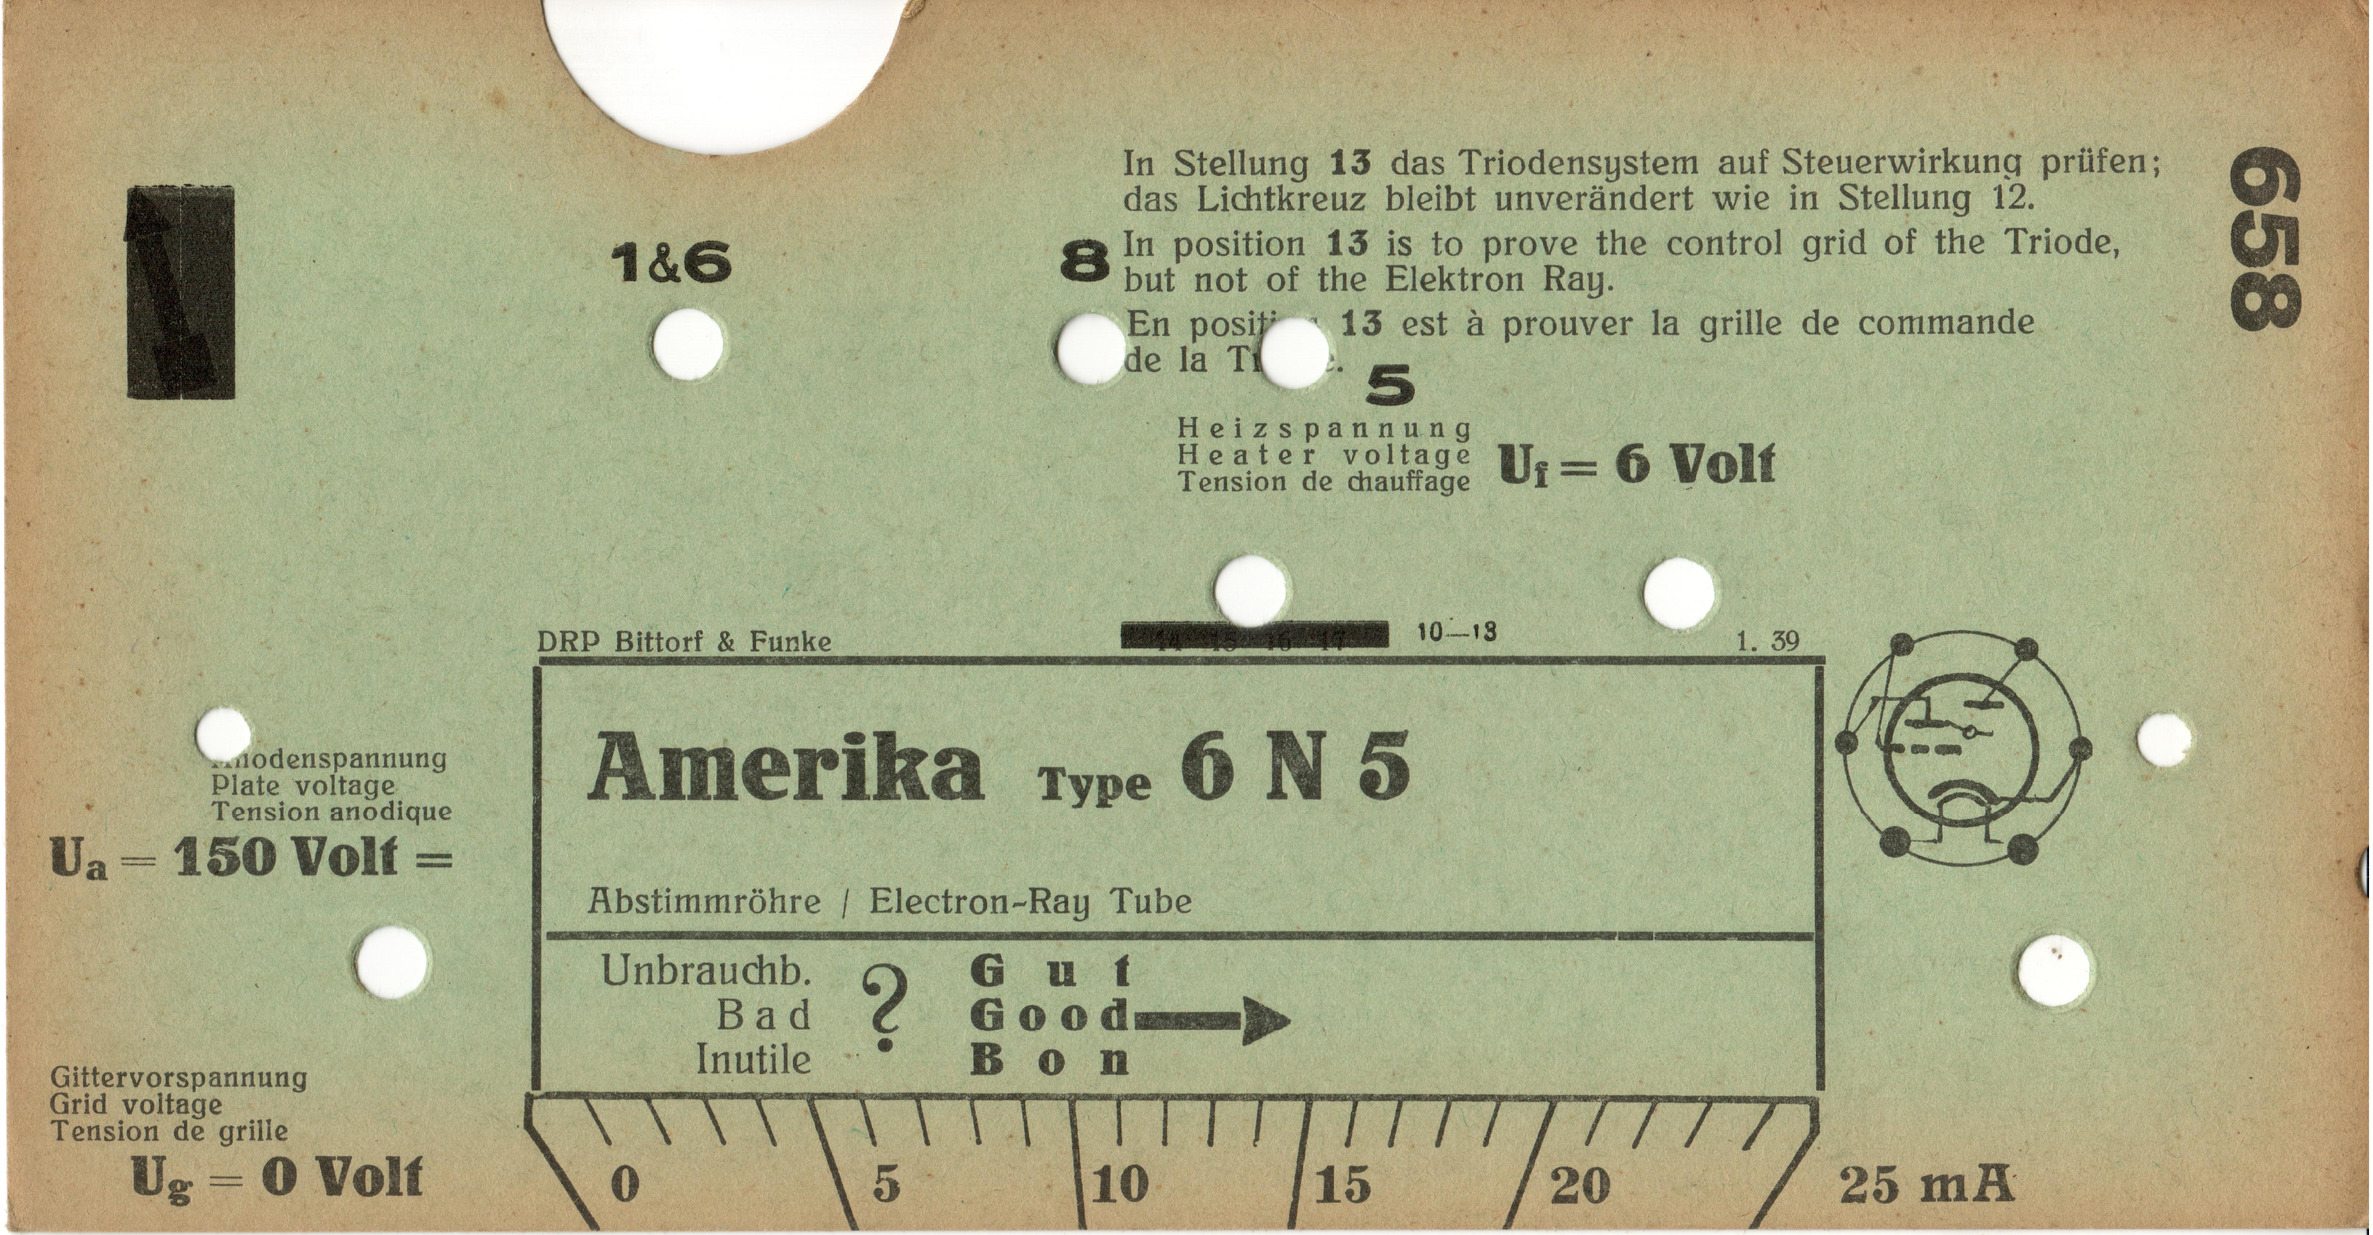 In Stellung 13 das Triodensystem auf Steuerwirkung prüfen;
das Lichtkreuz bleibt unverändert wie in Stellung 12.
1&6
8
In position 13 is to prove the control grid of the Triode,
but not of the Elektron Ray.
En 13 est à prouver la grille de commande
de la
5
658
Heizspannung
Heater voltage
Tension de chauffage
Uf = 6 Volt
DRP Bittorf & Funke
14 15 16 17
10—13
1. 39
Amerika Type 6 N 5
Abstimmröhre / Electron-Ray Tube
Plate voltage
Tension anodique
Ua = 150 Volt =
Unbrauchb. ? Gut
Bad Good
Inutile Bon
Gittervorspannung
Grid voltage
Tension de grille
Ug = 0 Volt
0 5 10 15 20 25 mA